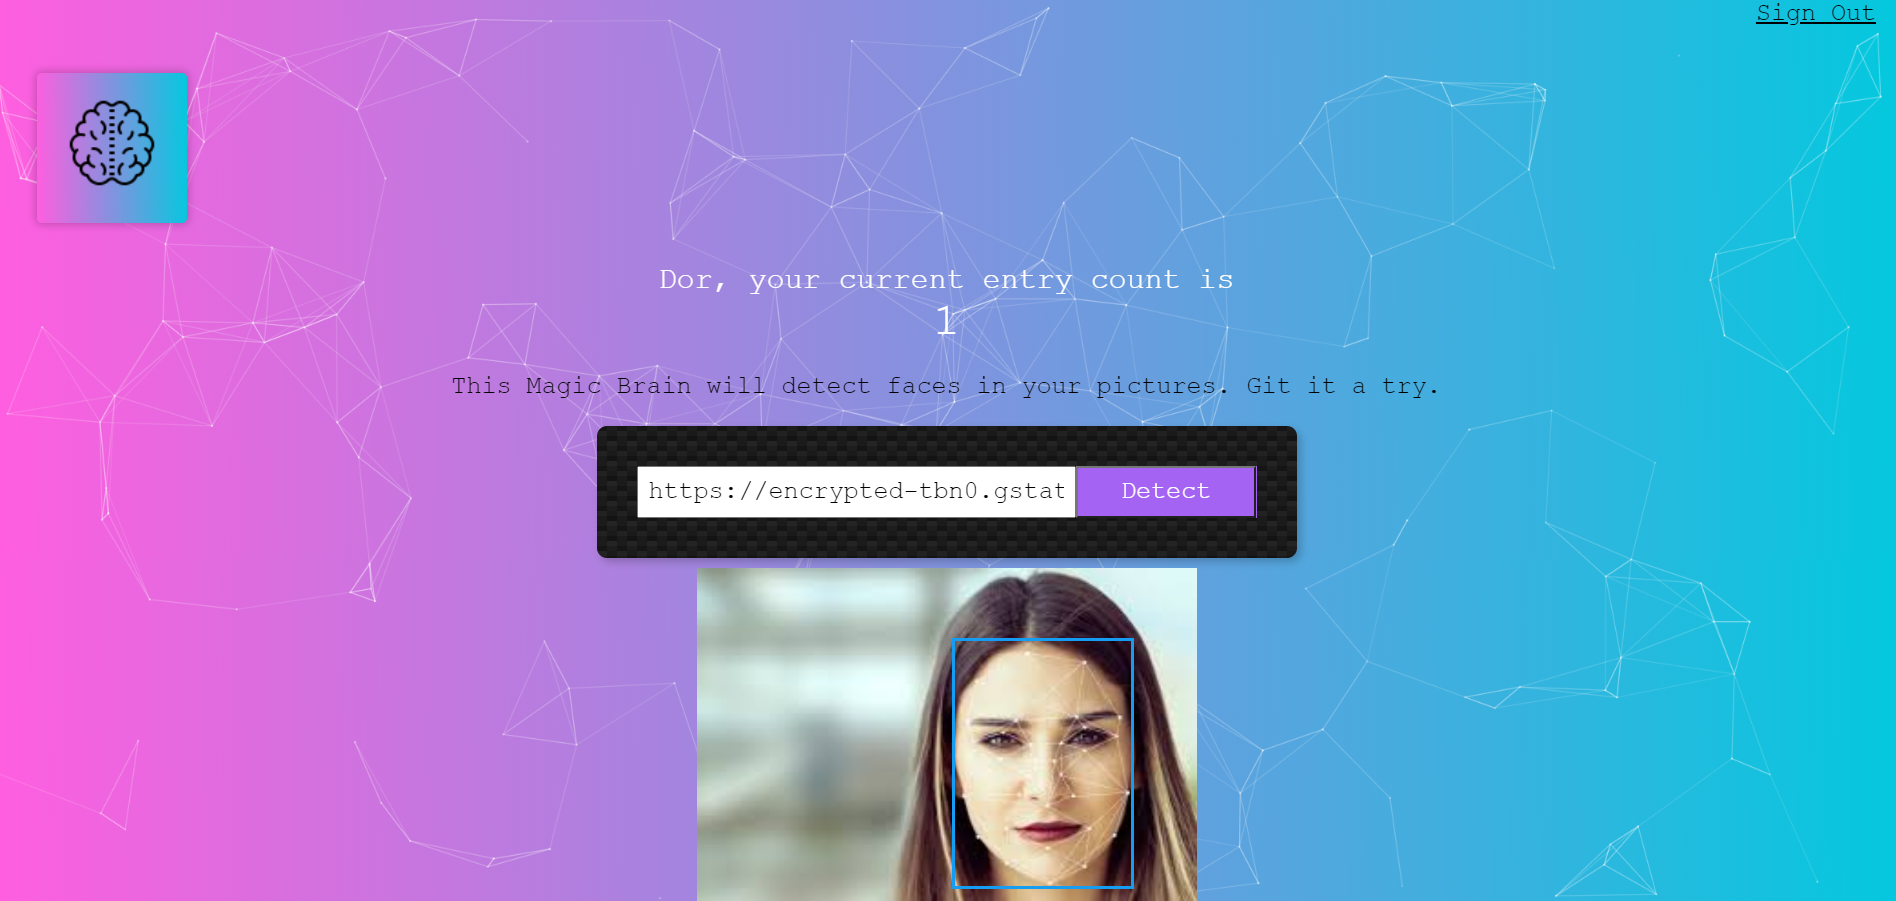 Sign Out
Dor, your current entry count is
1
This Magic Brain will detect faces in your pictures. Git it a try.
https://encrypted-tbn0.gstat
Detect